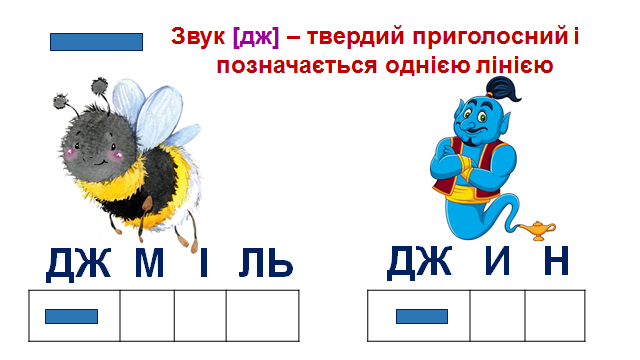 Звук [дж] – твердий приголосний і
позначається однією лінією
ДЖ М І ЛЬ
ДЖ И Н